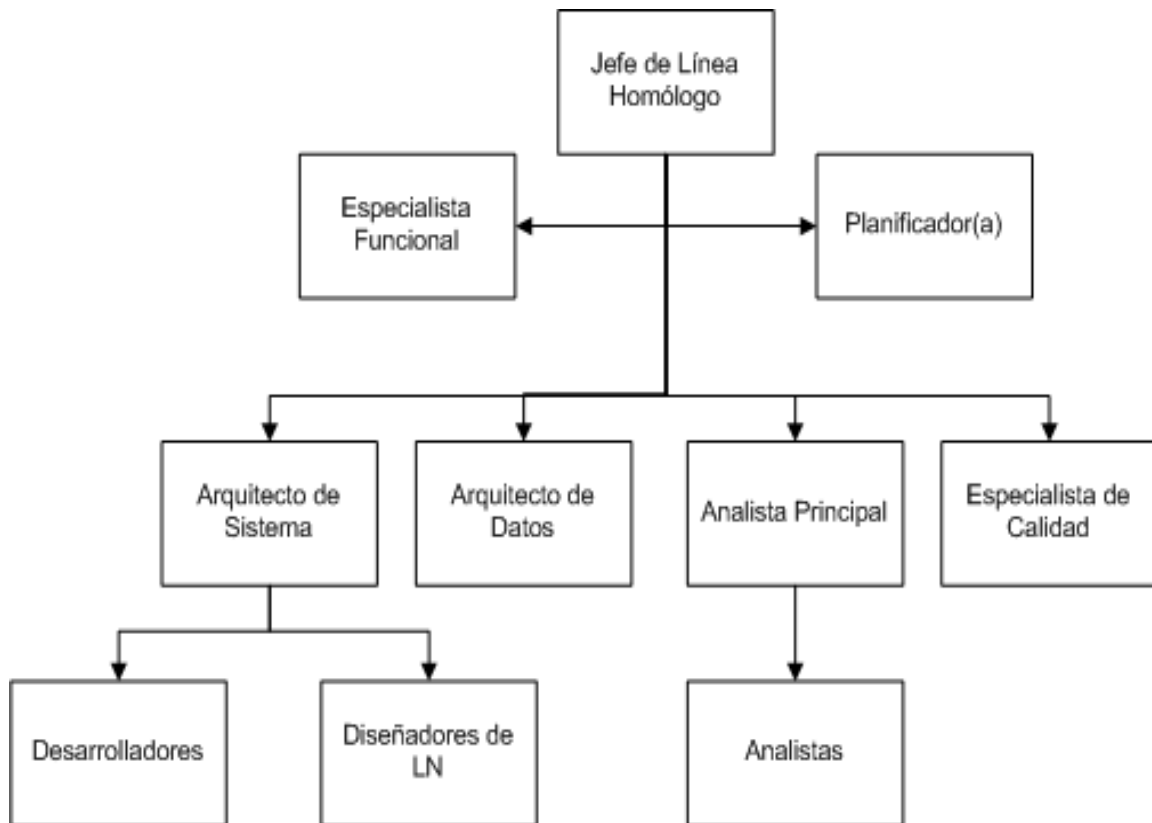 Jefe de Línea
Homólogo
Especialista
Funcional
Planificador(a)
Arquitecto de
Sistema
Arquitecto de
Datos
Analista Principal
Especialista de
Calidad
Desarrolladores
Diseñadores de
LN
Analistas